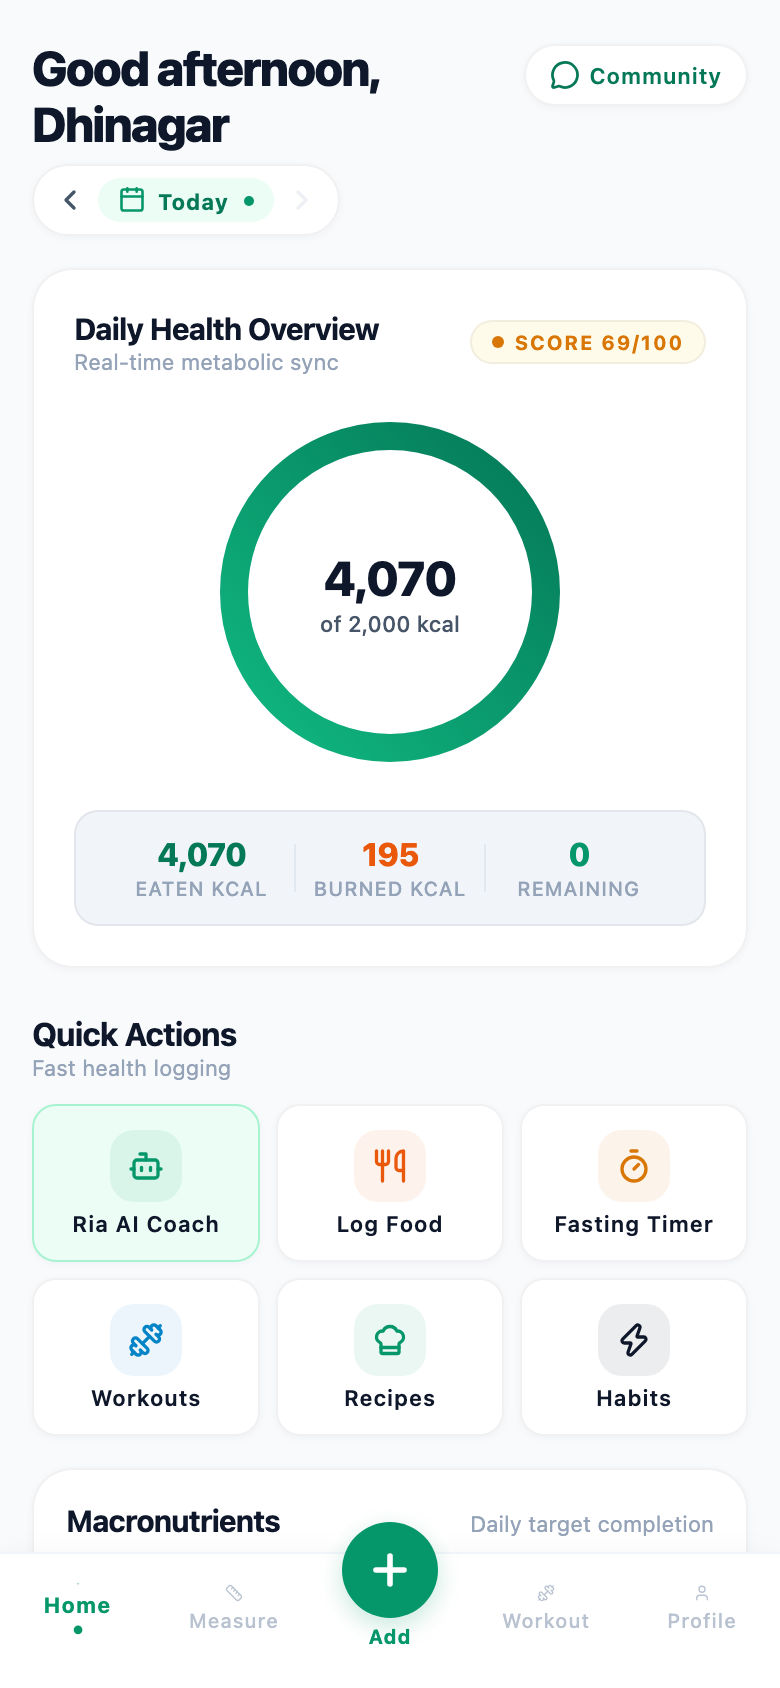 Good afternoon,
Dhinagar
Community
Today
Daily Health Overview
Real-time metabolic sync
SCORE 69/100
4,070
of 2,000 kcal
4,070
EATEN KCAL
195
BURNED KCAL
0
REMAINING
Quick Actions
Fast health logging
Ria AI Coach
Log Food
Fasting Timer
Workouts
Recipes
Habits
Macronutrients
Daily target completion
Home
Measure
Add
Workout
Profile